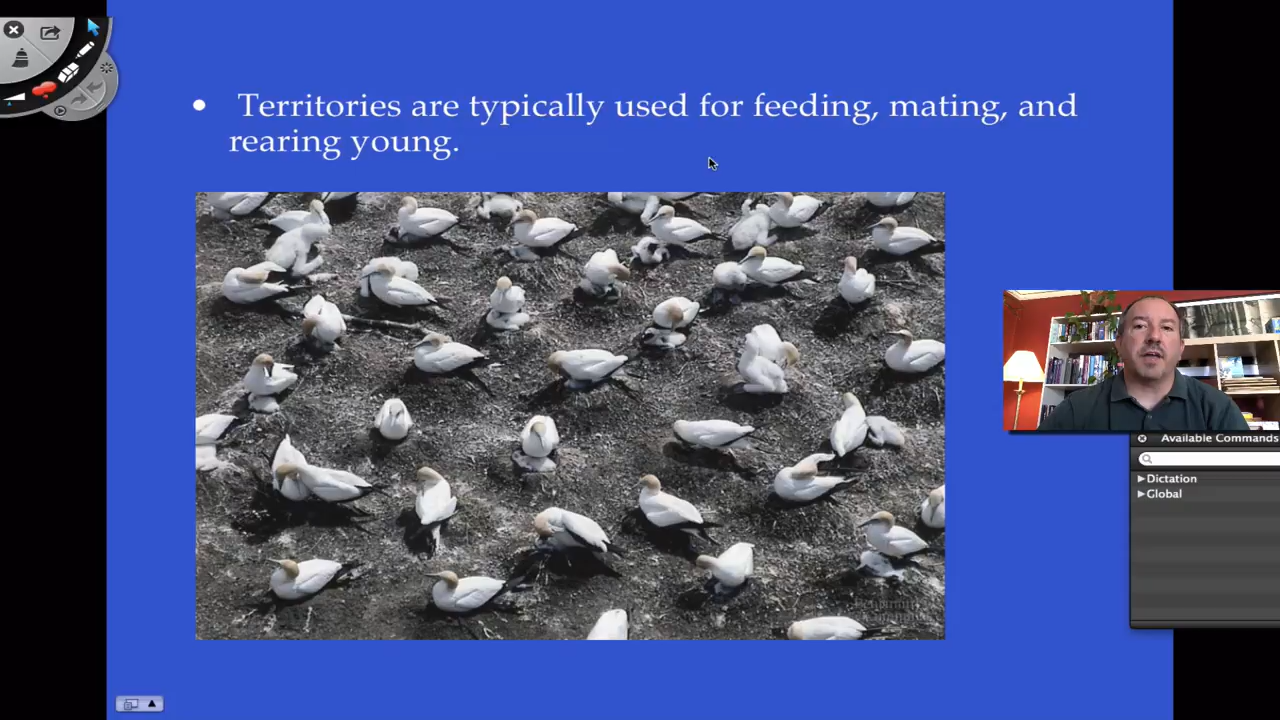 • Territories are typically used for feeding, mating, and
rearing young.
Available Commands
Dictation
Global